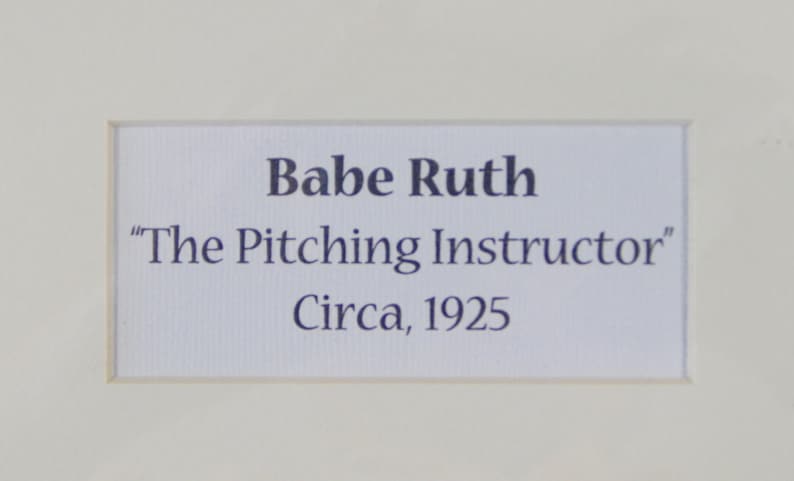 Babe Ruth
“The Pitching Instructor”
Circa, 1925